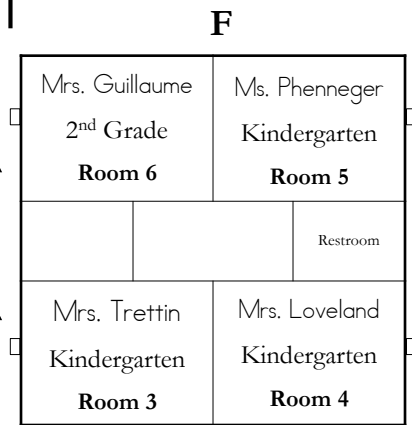 F
Mrs. Guillaume
2nd Grade
Room 6
Ms. Phenneger
Kindergarten
Room 5
Restroom
Mrs. Trettin
Kindergarten
Room 3
Mrs. Loveland
Kindergarten
Room 4